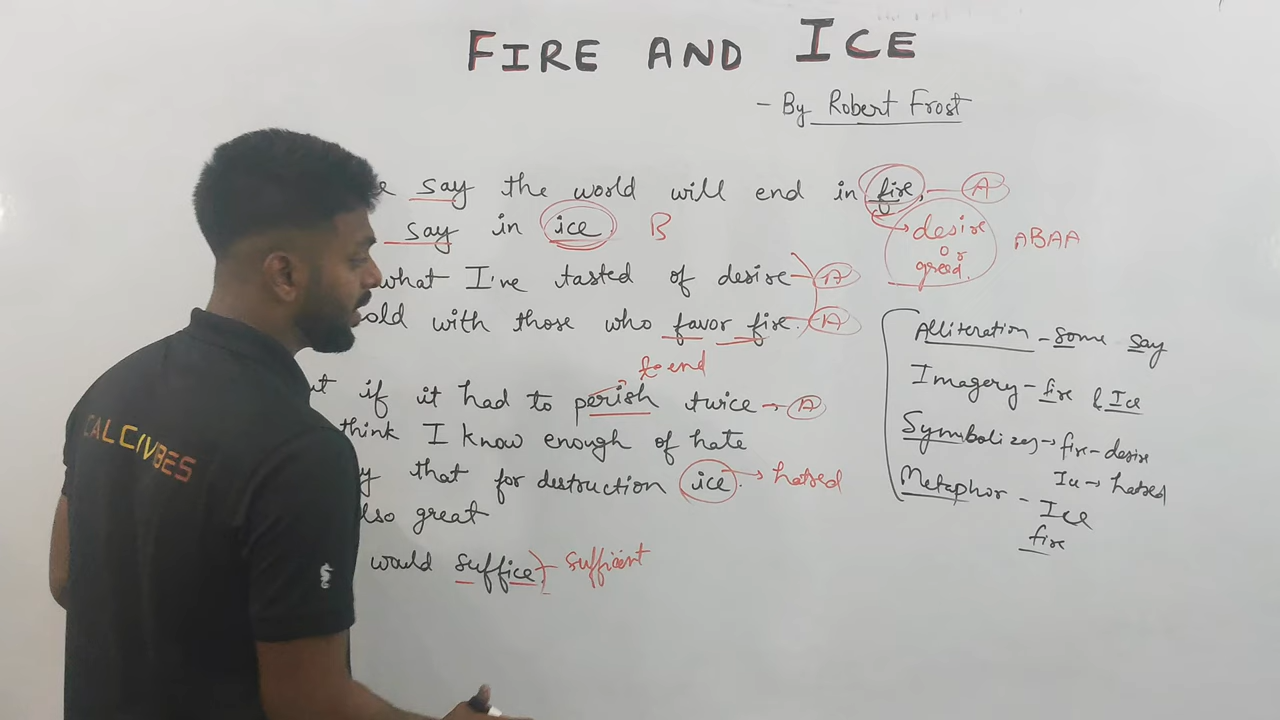 FIRE AND ICE
- By Robert Frost
e say the world will end in fire, - A
say in ice B
desire
or
greed.
ABAA
what I've tasted of desire - A
old with those who favor fire. - A
to end
ut if it had to perish twice → A
think I know enough of hate
y that for destruction ice. → hatred
lso great
would suffice} sufficient
Alliteration - Some Say
Imagery - fire & Ice
Symbolizes → fire - desire
Ice → hatred
Metaphor - Ice
fire
CALCIVIBES